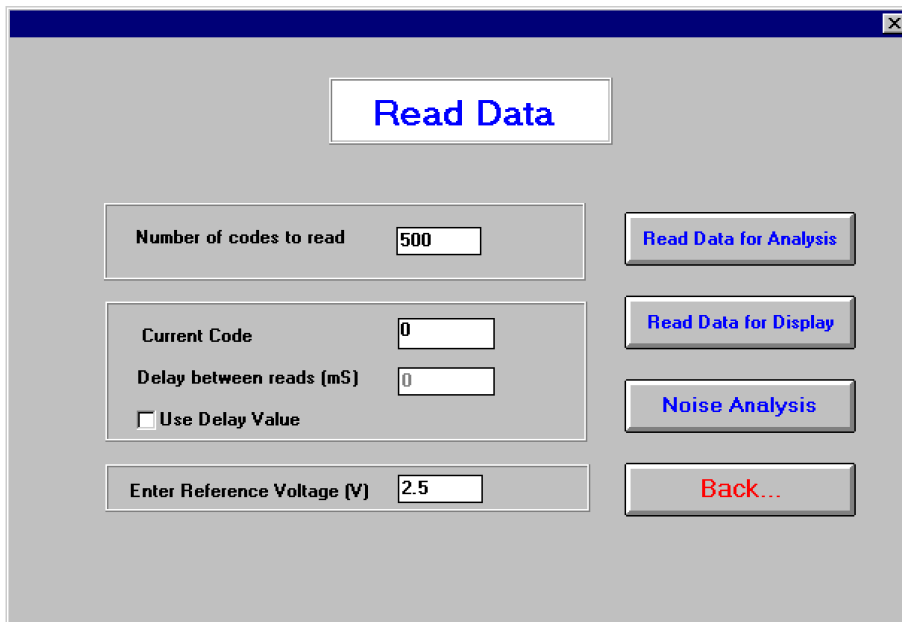 Read Data
Number of codes to read 500
Read Data for Analysis
Current Code 0
Read Data for Display
Delay between reads (mS) 0
Use Delay Value
Noise Analysis
Enter Reference Voltage (V) 2.5
Back...